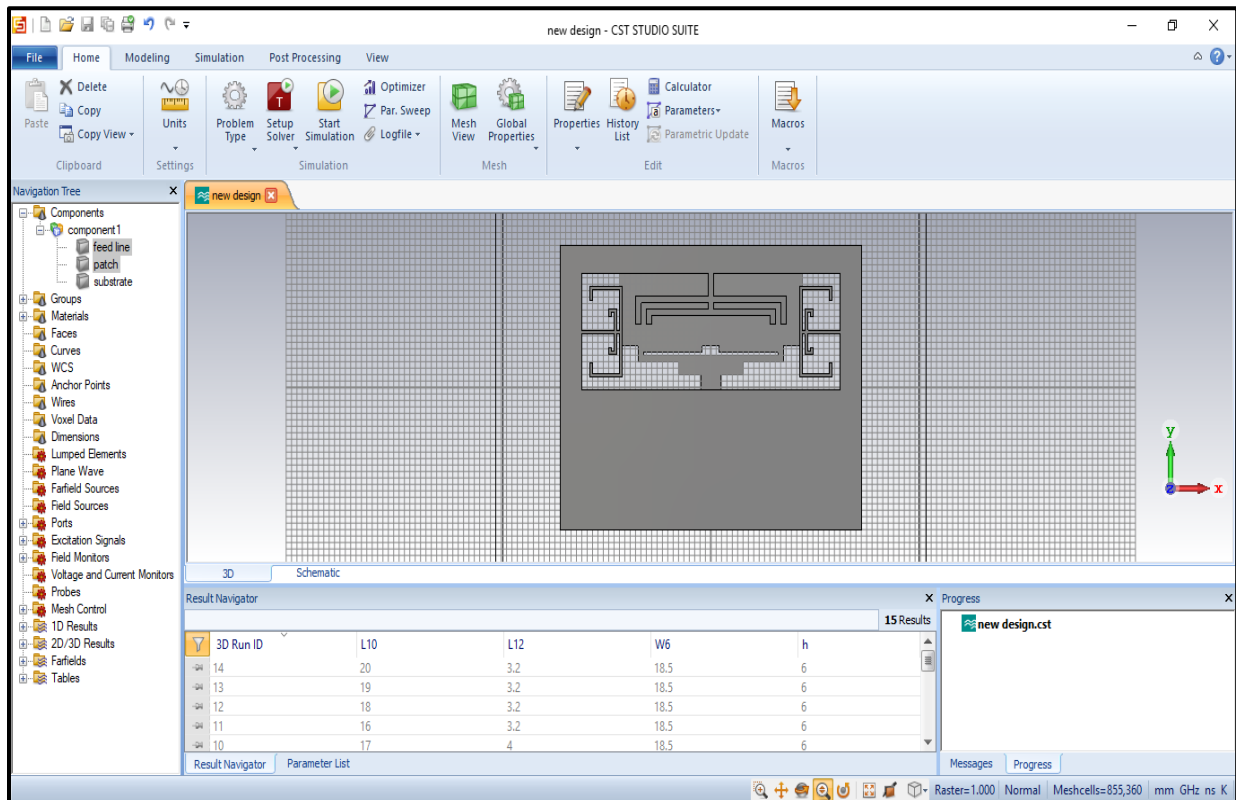 new design - CST STUDIO SUITE
File Home Modeling Simulation Post Processing View
Paste
Delete
Copy
Copy View
Clipboard
Units
Settings
Problem Type
Setup Solver
Start Simulation
Optimizer
Par. Sweep
Logfile
Simulation
Mesh View
Global Properties
Mesh
Properties
History List
Calculator
Parameters
Parametric Update
Edit
Macros
Macros
Navigation Tree
new design
Components
component1
feed line
patch
substrate
Groups
Materials
Faces
Curves
WCS
Anchor Points
Wires
Voxel Data
Dimensions
Lumped Elements
Plane Wave
Farfield Sources
Field Sources
Ports
Excitation Signals
Field Monitors
Voltage and Current Monitors
Probes
Mesh Control
1D Results
2D/3D Results
Farfields
Tables
y
z x
3D Schematic
Result Navigator
15 Results
3D Run ID L10 L12 W6 h
14 20 3.2 18.5 6
13 19 3.2 18.5 6
12 18 3.2 18.5 6
11 16 3.2 18.5 6
10 17 4 18.5 6
Result Navigator Parameter List
Progress
new design.cst
Messages Progress
Raster=1.000 Normal Meshcells=855,360 mm GHz ns K